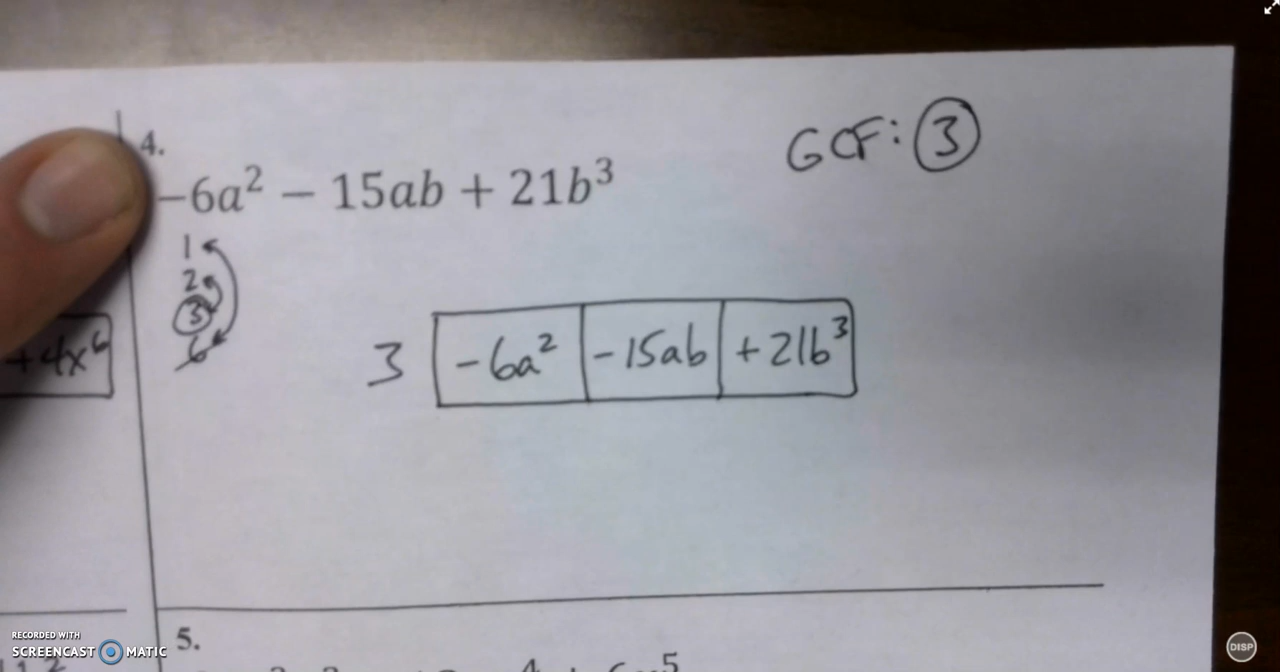 4.
GCF: 3
−6a² − 15ab + 21b³
1
2
3
6
3 -6a² -15ab +21b³
+4x⁶
5.
RECORDED WITH
SCREENCAST MATIC
DISP